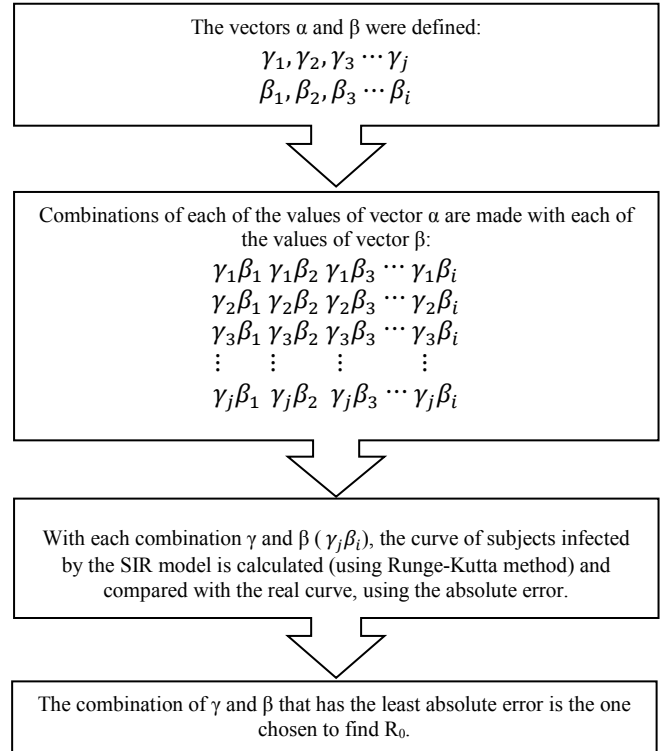 The vectors α and β were defined:
γ₁, γ₂, γ₃ ⋯ γⱼ
β₁, β₂, β₃ ⋯ βᵢ
Combinations of each of the values of vector α are made with each of
the values of vector β:
γ₁β₁ γ₁β₂ γ₁β₃ ⋯ γ₁βᵢ
γ₂β₁ γ₂β₂ γ₂β₃ ⋯ γ₂βᵢ
γ₃β₁ γ₃β₂ γ₃β₃ ⋯ γ₃βᵢ
⋮ ⋮ ⋮ ⋮
γⱼβ₁ γⱼβ₂ γⱼβ₃ ⋯ γⱼβᵢ
With each combination γ and β ( γⱼβᵢ), the curve of subjects infected
by the SIR model is calculated (using Runge-Kutta method) and
compared with the real curve, using the absolute error.
The combination of γ and β that has the least absolute error is the one
chosen to find R₀.